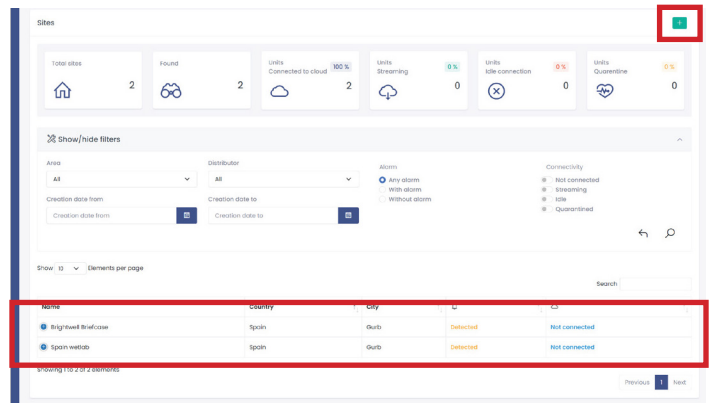 Sites
+
Total sites
2
Found
2
Units
Connected to cloud
100 %
2
Units
Streaming
0 %
0
Units
Idle connection
0 %
0
Units
Quarantine
0 %
0
Show/hide filters
Area
All
Distributor
All
Alarm
Any alarm
With alarm
Without alarm
Connectivity
Not connected
Streaming
Idle
Quarantined
Creation date from
Creation date from
Creation date to
Creation date to
Show 10 Elements per page
Search
Name Country City
Brightwell Briefcase Spain Gurb Detected Not connected
Spain wetlab Spain Gurb Detected Not connected
Showing 1 to 2 of 2 elements
Previous 1 Next